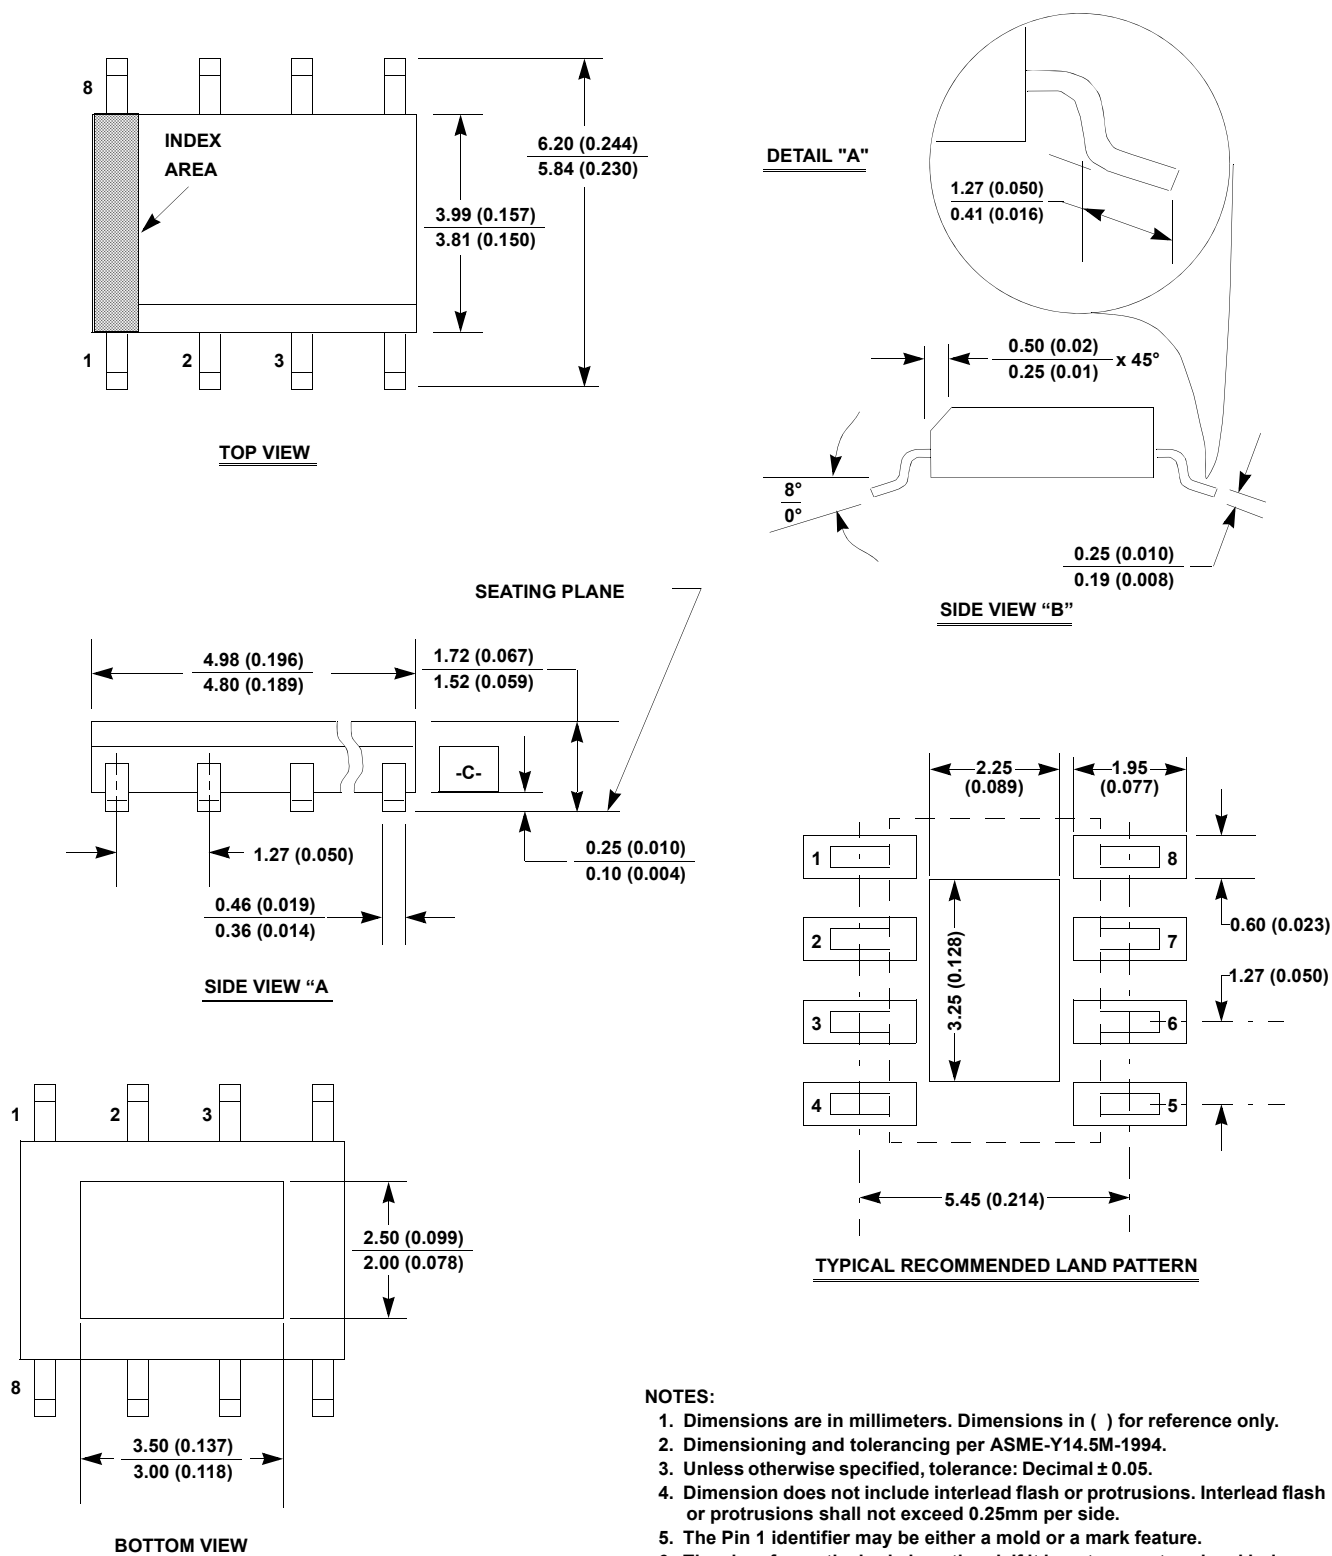 8
INDEX
AREA
6.20 (0.244)
5.84 (0.230)
3.99 (0.157)
3.81 (0.150)
1
2
3
TOP VIEW
DETAIL "A"
1.27 (0.050)
0.41 (0.016)
0.50 (0.02)
0.25 (0.01)
x 45°
8°
0°
0.25 (0.010)
0.19 (0.008)
SIDE VIEW “B”
SEATING PLANE
4.98 (0.196)
4.80 (0.189)
1.72 (0.067)
1.52 (0.059)
-C-
1.27 (0.050)
0.25 (0.010)
0.10 (0.004)
0.46 (0.019)
0.36 (0.014)
SIDE VIEW “A
2.25
(0.089)
1.95
(0.077)
1
8
0.60 (0.023)
2
7
3.25 (0.128)
1.27 (0.050)
3
6
4
5
5.45 (0.214)
TYPICAL RECOMMENDED LAND PATTERN
1
2
3
2.50 (0.099)
2.00 (0.078)
8
3.50 (0.137)
3.00 (0.118)
BOTTOM VIEW
NOTES:
1. Dimensions are in millimeters. Dimensions in ( ) for reference only.
2. Dimensioning and tolerancing per ASME-Y14.5M-1994.
3. Unless otherwise specified, tolerance: Decimal ± 0.05.
4. Dimension does not include interlead flash or protrusions. Interlead flash
or protrusions shall not exceed 0.25mm per side.
5. The Pin 1 identifier may be either a mold or a mark feature.